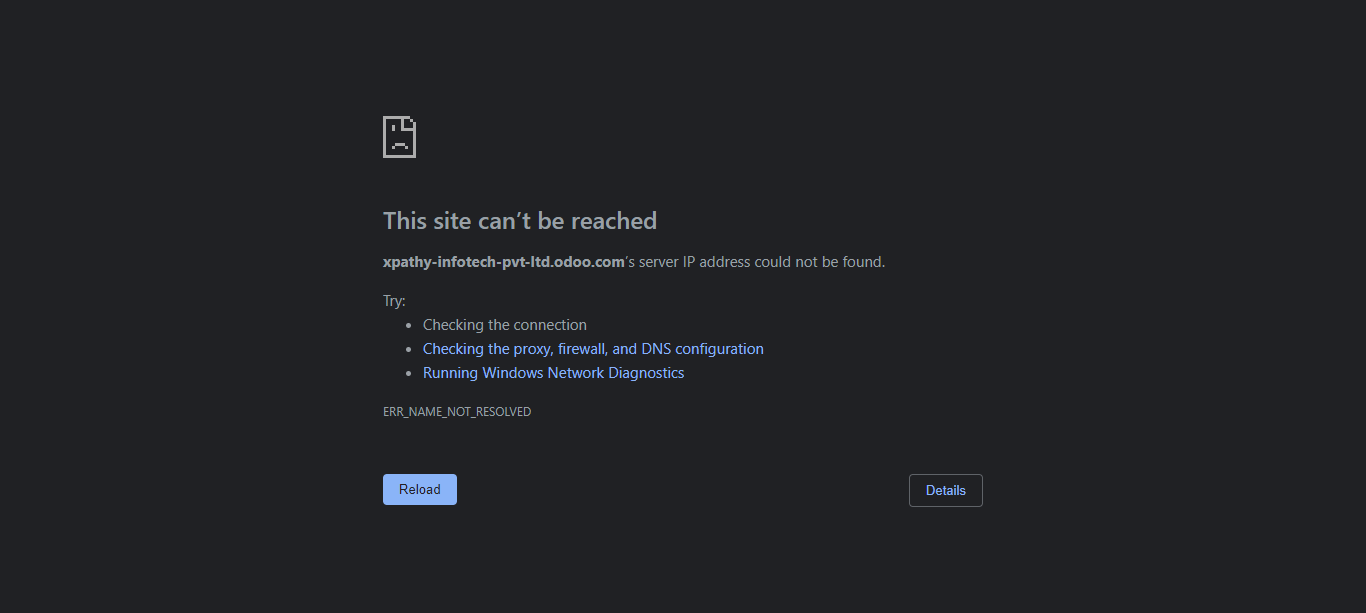 This site can’t be reached
xpathy-infotech-pvt-ltd.odoo.com’s server IP address could not be found.
Try:
• Checking the connection
• Checking the proxy, firewall, and DNS configuration
• Running Windows Network Diagnostics
ERR_NAME_NOT_RESOLVED
Reload
Details